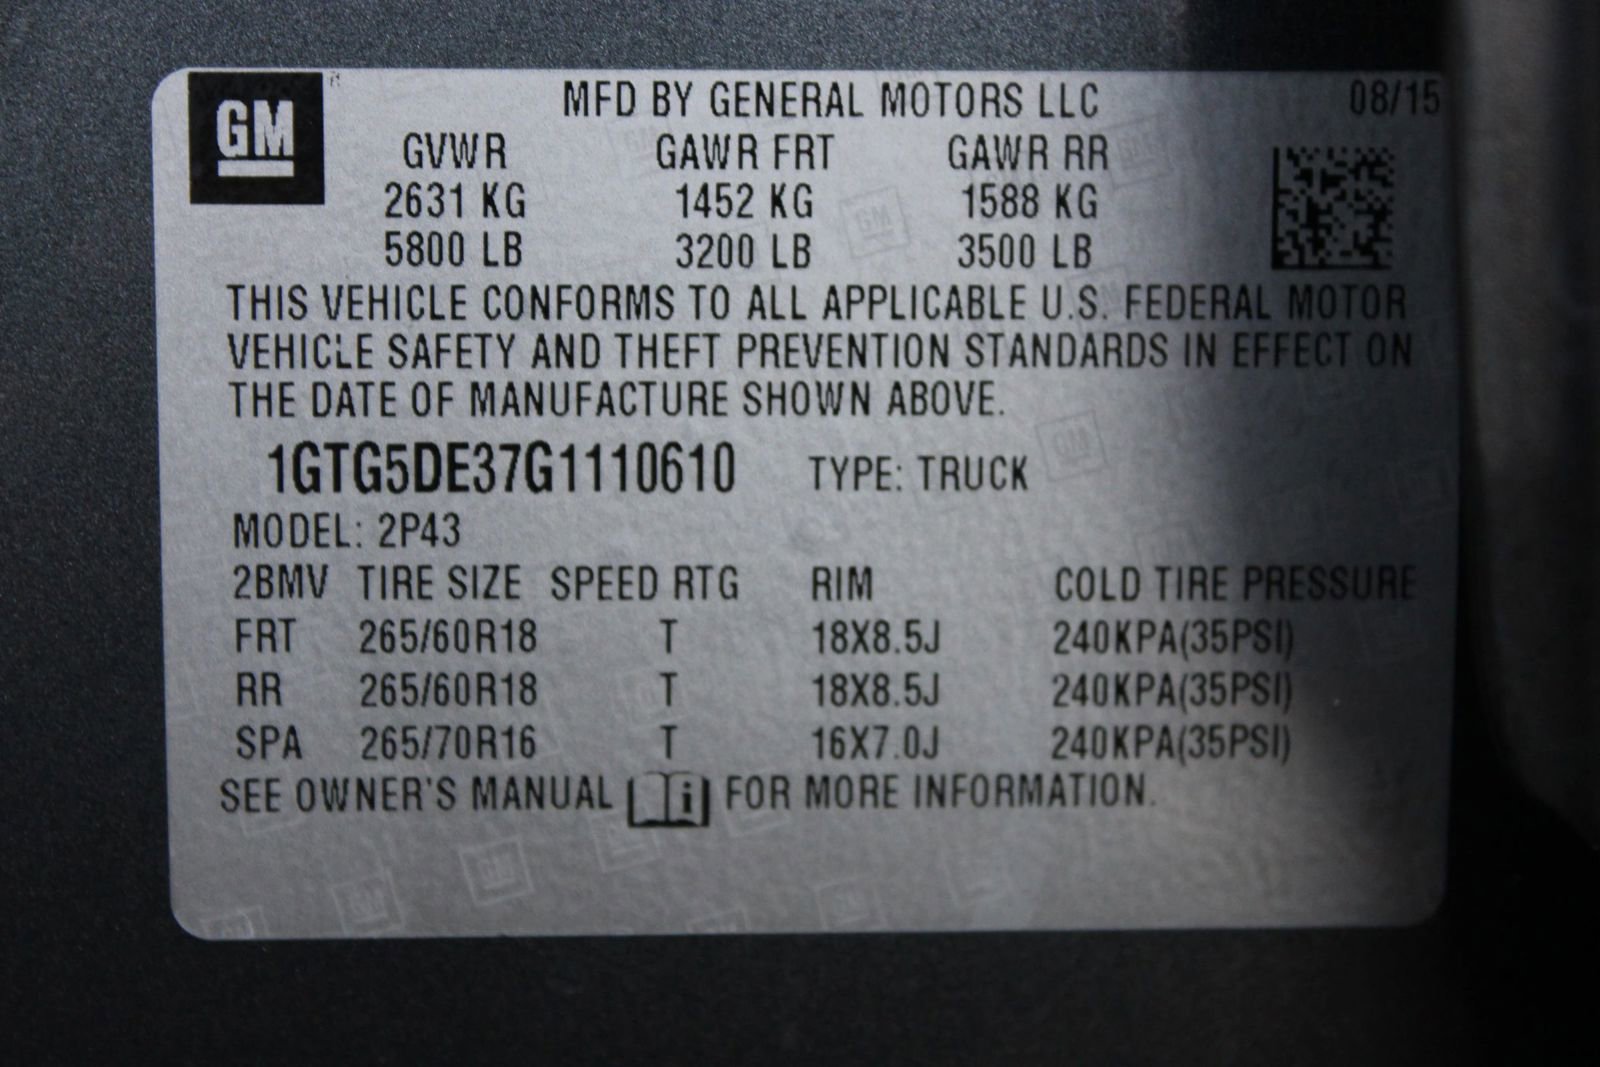 GM MFD BY GENERAL MOTORS LLC 08/15
GVWR GAWR FRT GAWR RR
2631 KG 1452 KG 1588 KG
5800 LB 3200 LB 3500 LB
THIS VEHICLE CONFORMS TO ALL APPLICABLE U.S. FEDERAL MOTOR
VEHICLE SAFETY AND THEFT PREVENTION STANDARDS IN EFFECT ON
THE DATE OF MANUFACTURE SHOWN ABOVE.
1GTG5DE37G1110610 TYPE: TRUCK
MODEL: 2P43
2BMV TIRE SIZE SPEED RTG RIM COLD TIRE PRESSURE
FRT 265/60R18 T 18X8.5J 240KPA(35PSI)
RR 265/60R18 T 18X8.5J 240KPA(35PSI)
SPA 265/70R16 T 16X7.0J 240KPA(35PSI)
SEE OWNER'S MANUAL i FOR MORE INFORMATION.